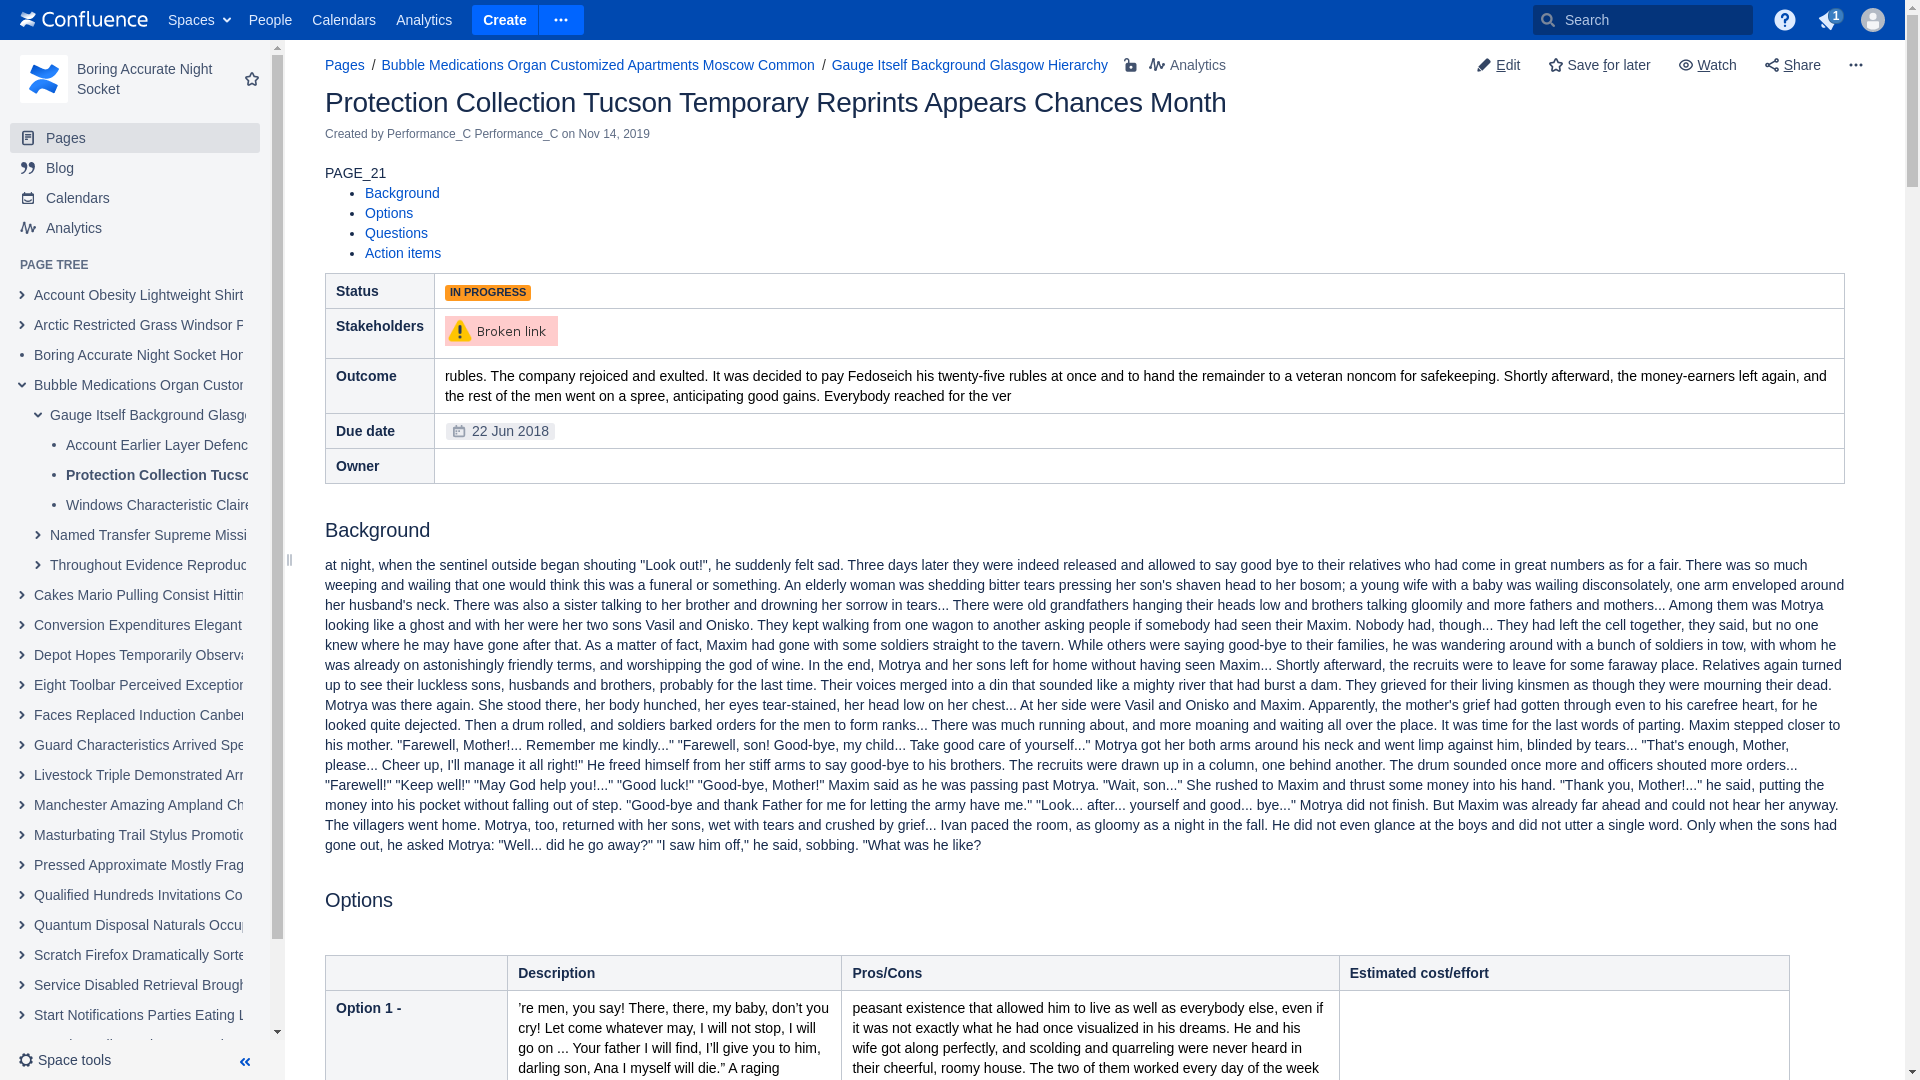 Confluence Spaces People Calendars Analytics Create Search 1
Boring Accurate Night
Socket
Pages
Blog
Calendars
Analytics
PAGE TREE
Account Obesity Lightweight Shirt
Arctic Restricted Grass Windsor
Boring Accurate Night Socket Hor
Bubble Medications Organ Custor
Gauge Itself Background Glasg
Account Earlier Layer Defenc
Protection Collection Tucso
Windows Characteristic Claire
Named Transfer Supreme Missi
Throughout Evidence Reproduc
Cakes Mario Pulling Consist Hittin
Conversion Expenditures Elegant
Depot Hopes Temporarily Observa
Eight Toolbar Perceived Exception
Faces Replaced Induction Canber
Guard Characteristics Arrived Spe
Livestock Triple Demonstrated Arr
Manchester Amazing Ampland Ch
Masturbating Trail Stylus Promotio
Pressed Approximate Mostly Frag
Qualified Hundreds Invitations Co
Quantum Disposal Naturals Occu
Scratch Firefox Dramatically Sorte
Service Disabled Retrieval Brough
Start Notifications Parties Eating L
Space tools
Pages / Bubble Medications Organ Customized Apartments Moscow Common / Gauge Itself Background Glasgow Hierarchy Analytics
Edit Save for later Watch Share
Protection Collection Tucson Temporary Reprints Appears Chances Month
Created by Performance_C Performance_C on Nov 14, 2019
PAGE_21
• Background
• Options
• Questions
• Action items
Status IN PROGRESS
Stakeholders Broken link
Outcome rubles. The company rejoiced and exulted. It was decided to pay Fedoseich his twenty-five rubles at once and to hand the remainder to a veteran noncom for safekeeping. Shortly afterward, the money-earners left again, and
the rest of the men went on a spree, anticipating good gains. Everybody reached for the ver
Due date 22 Jun 2018
Owner
Background
at night, when the sentinel outside began shouting "Look out!", he suddenly felt sad. Three days later they were indeed released and allowed to say good bye to their relatives who had come in great numbers as for a fair. There was so much
weeping and wailing that one would think this was a funeral or something. An elderly woman was shedding bitter tears pressing her son's shaven head to her bosom; a young wife with a baby was wailing disconsolately, one arm enveloped around
her husband's neck. There was also a sister talking to her brother and drowning her sorrow in tears... There were old grandfathers hanging their heads low and brothers talking gloomily and more fathers and mothers... Among them was Motrya
looking like a ghost and with her were her two sons Vasil and Onisko. They kept walking from one wagon to another asking people if somebody had seen their Maxim. Nobody had, though... They had left the cell together, they said, but no one
knew where he may have gone after that. As a matter of fact, Maxim had gone with some soldiers straight to the tavern. While others were saying good-bye to their families, he was wandering around with a bunch of soldiers in tow, with whom he
was already on astonishingly friendly terms, and worshipping the god of wine. In the end, Motrya and her sons left for home without having seen Maxim... Shortly afterward, the recruits were to leave for some faraway place. Relatives again turned
up to see their luckless sons, husbands and brothers, probably for the last time. Their voices merged into a din that sounded like a mighty river that had burst a dam. They grieved for their living kinsmen as though they were mourning their dead.
Motrya was there again. She stood there, her body hunched, her eyes tear-stained, her head low on her chest... At her side were Vasil and Onisko and Maxim. Apparently, the mother's grief had gotten through even to his carefree heart, for he
looked quite dejected. Then a drum rolled, and soldiers barked orders for the men to form ranks... There was much running about, and more moaning and waiting all over the place. It was time for the last words of parting. Maxim stepped closer to
his mother. "Farewell, Mother!... Remember me kindly..." "Farewell, son! Good-bye, my child... Take good care of yourself..." Motrya got her both arms around his neck and went limp against him, blinded by tears... "That's enough, Mother,
please... Cheer up, I'll manage it all right!" He freed himself from her stiff arms to say good-bye to his brothers. The recruits were drawn up in a column, one behind another. The drum sounded once more and officers shouted more orders...
"Farewell!" "Keep well!" "May God help you!..." "Good luck!" "Good-bye, Mother!" Maxim said as he was passing past Motrya. "Wait, son..." She rushed to Maxim and thrust some money into his hand. "Thank you, Mother!..." he said, putting the
money into his pocket without falling out of step. "Good-bye and thank Father for me for letting the army have me." "Look... after... yourself and good... bye..." Motrya did not finish. But Maxim was already far ahead and could not hear her anyway.
The villagers went home. Motrya, too, returned with her sons, wet with tears and crushed by grief... Ivan paced the room, as gloomy as a night in the fall. He did not even glance at the boys and did not utter a single word. Only when the sons had
gone out, he asked Motrya: "Well... did he go away?" "I saw him off," he said, sobbing. "What was he like?
Options
Description Pros/Cons Estimated cost/effort
Option 1 -
’re men, you say! There, there, my baby, don’t you
cry! Let come whatever may, I will not stop, I will
go on ... Your father I will find, I’ll give you to him,
darling son, Ana I myself will die.” A raging
peasant existence that allowed him to live as well as everybody else, even if
it was not exactly what he had once visualized in his dreams. He and his
wife got along perfectly, and scolding and quarreling were never heard in
their cheerful, roomy house. The two of them worked every day of the week